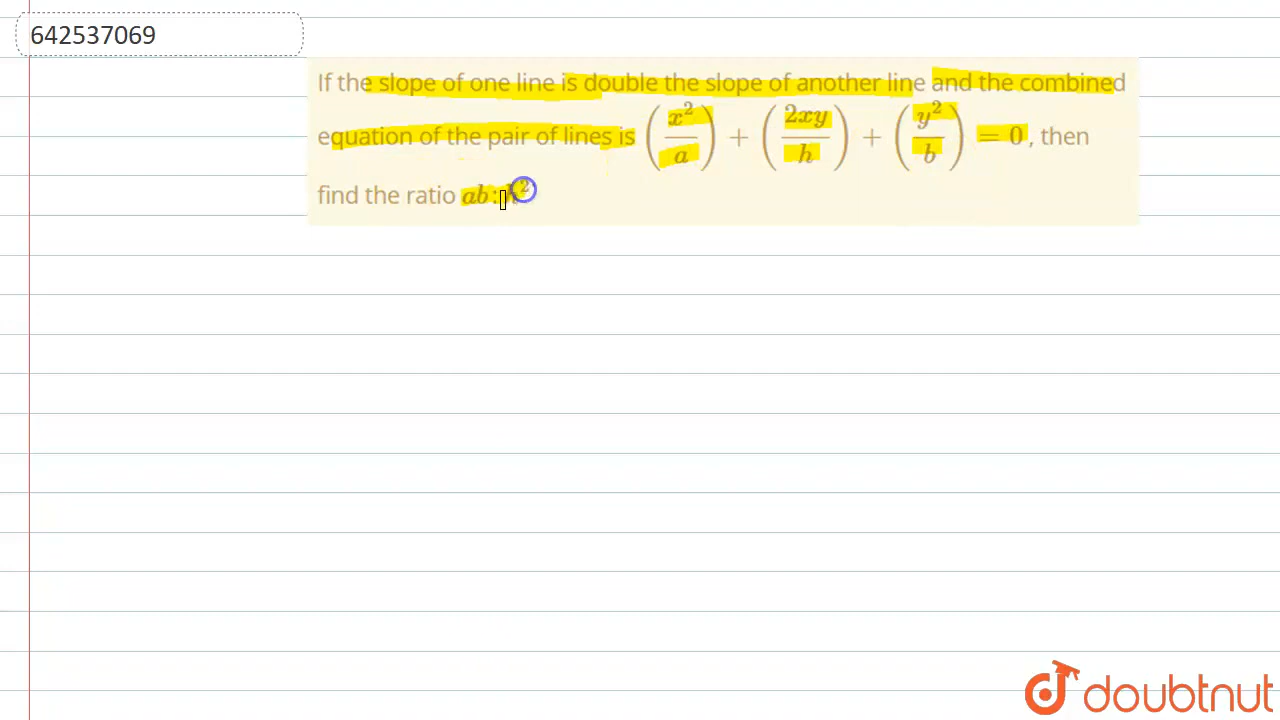 642537069
If the slope of one line is double the slope of another line and the combined
equation of the pair of lines is (x²/a) + (2xy/h) + (y²/b) = 0, then
find the ratio ab : h²
doubtnut